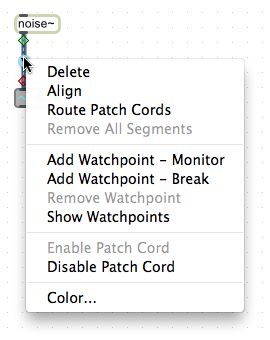 noise~
Delete
Align
Route Patch Cords
Remove All Segments
Add Watchpoint - Monitor
Add Watchpoint - Break
Remove Watchpoint
Show Watchpoints
Enable Patch Cord
Disable Patch Cord
Color...